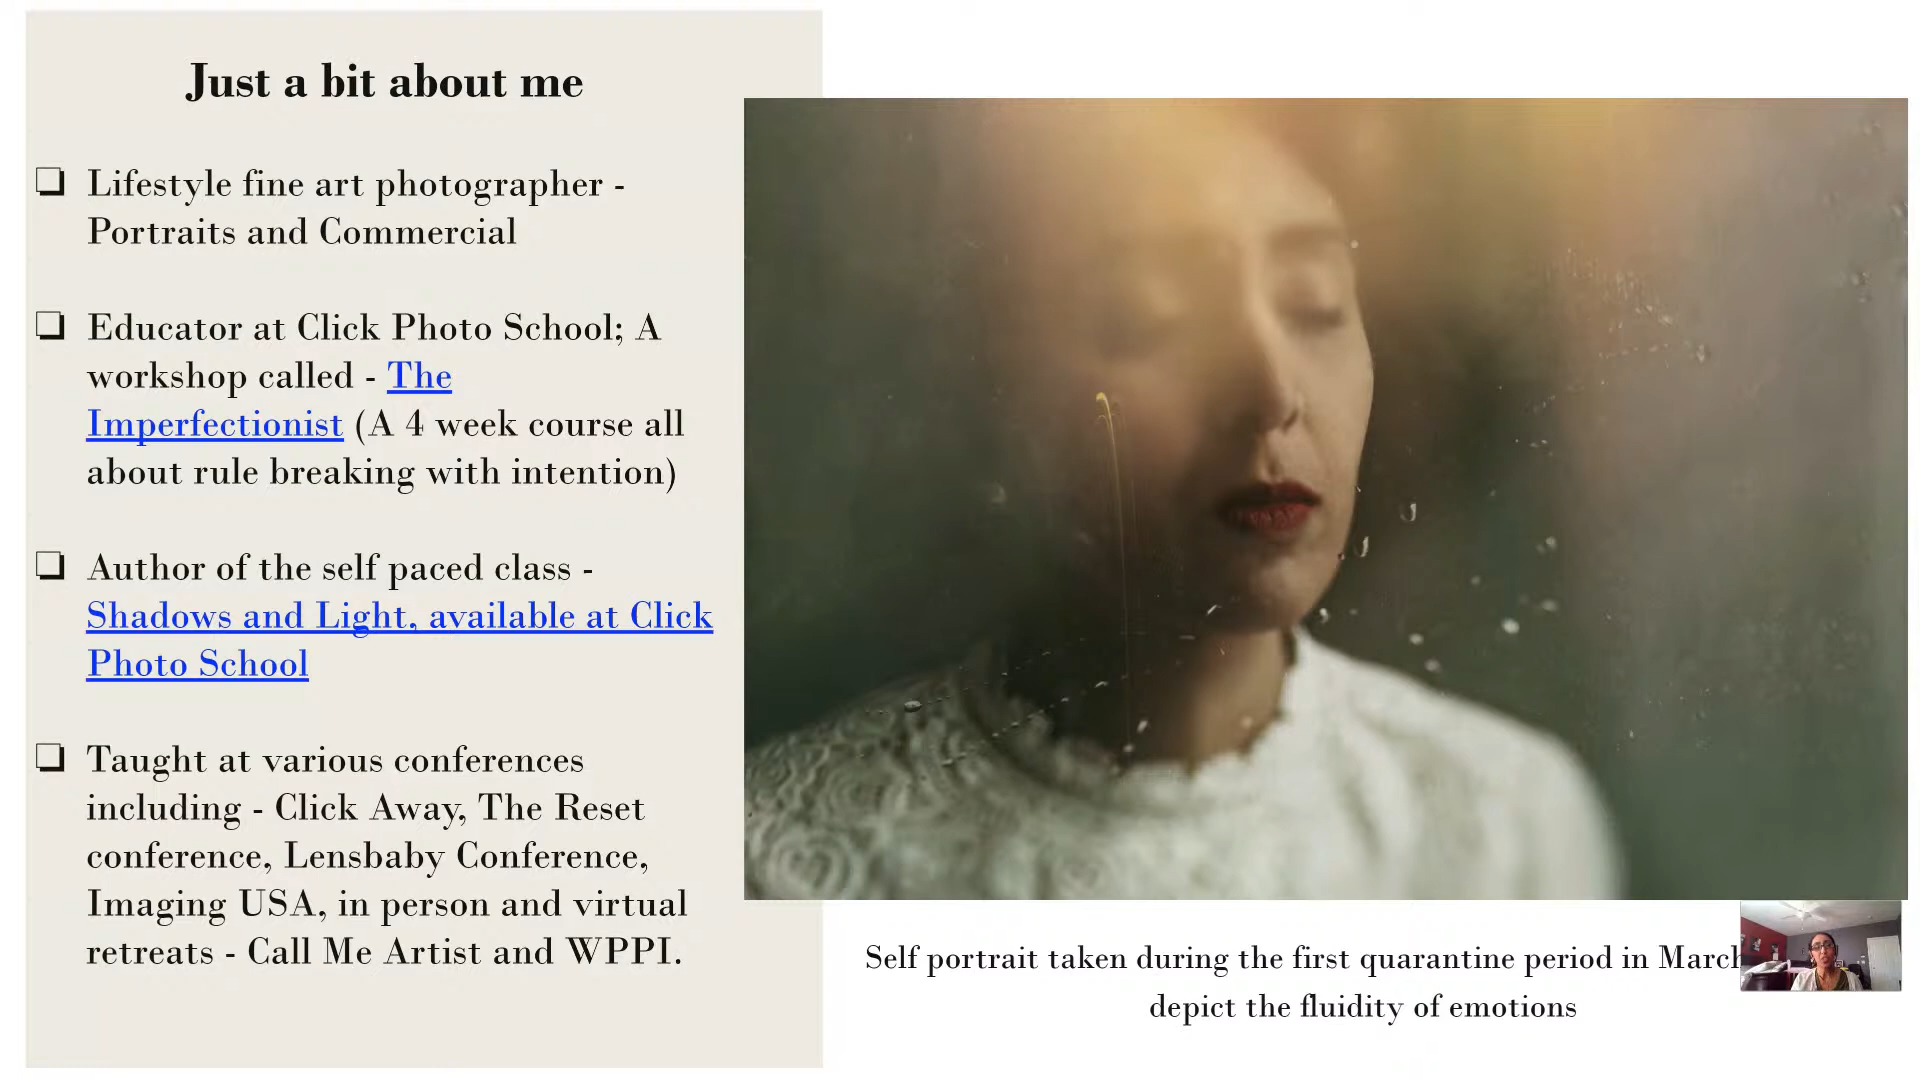 Just a bit about me
❏ Lifestyle fine art photographer -
Portraits and Commercial
❏ Educator at Click Photo School; A
workshop called - The
Imperfectionist (A 4 week course all
about rule breaking with intention)
❏ Author of the self paced class -
Shadows and Light, available at Click
Photo School
❏ Taught at various conferences
including - Click Away, The Reset
conference, Lensbaby Conference,
Imaging USA, in person and virtual
retreats - Call Me Artist and WPPI.
Self portrait taken during the first quarantine period in March
depict the fluidity of emotions